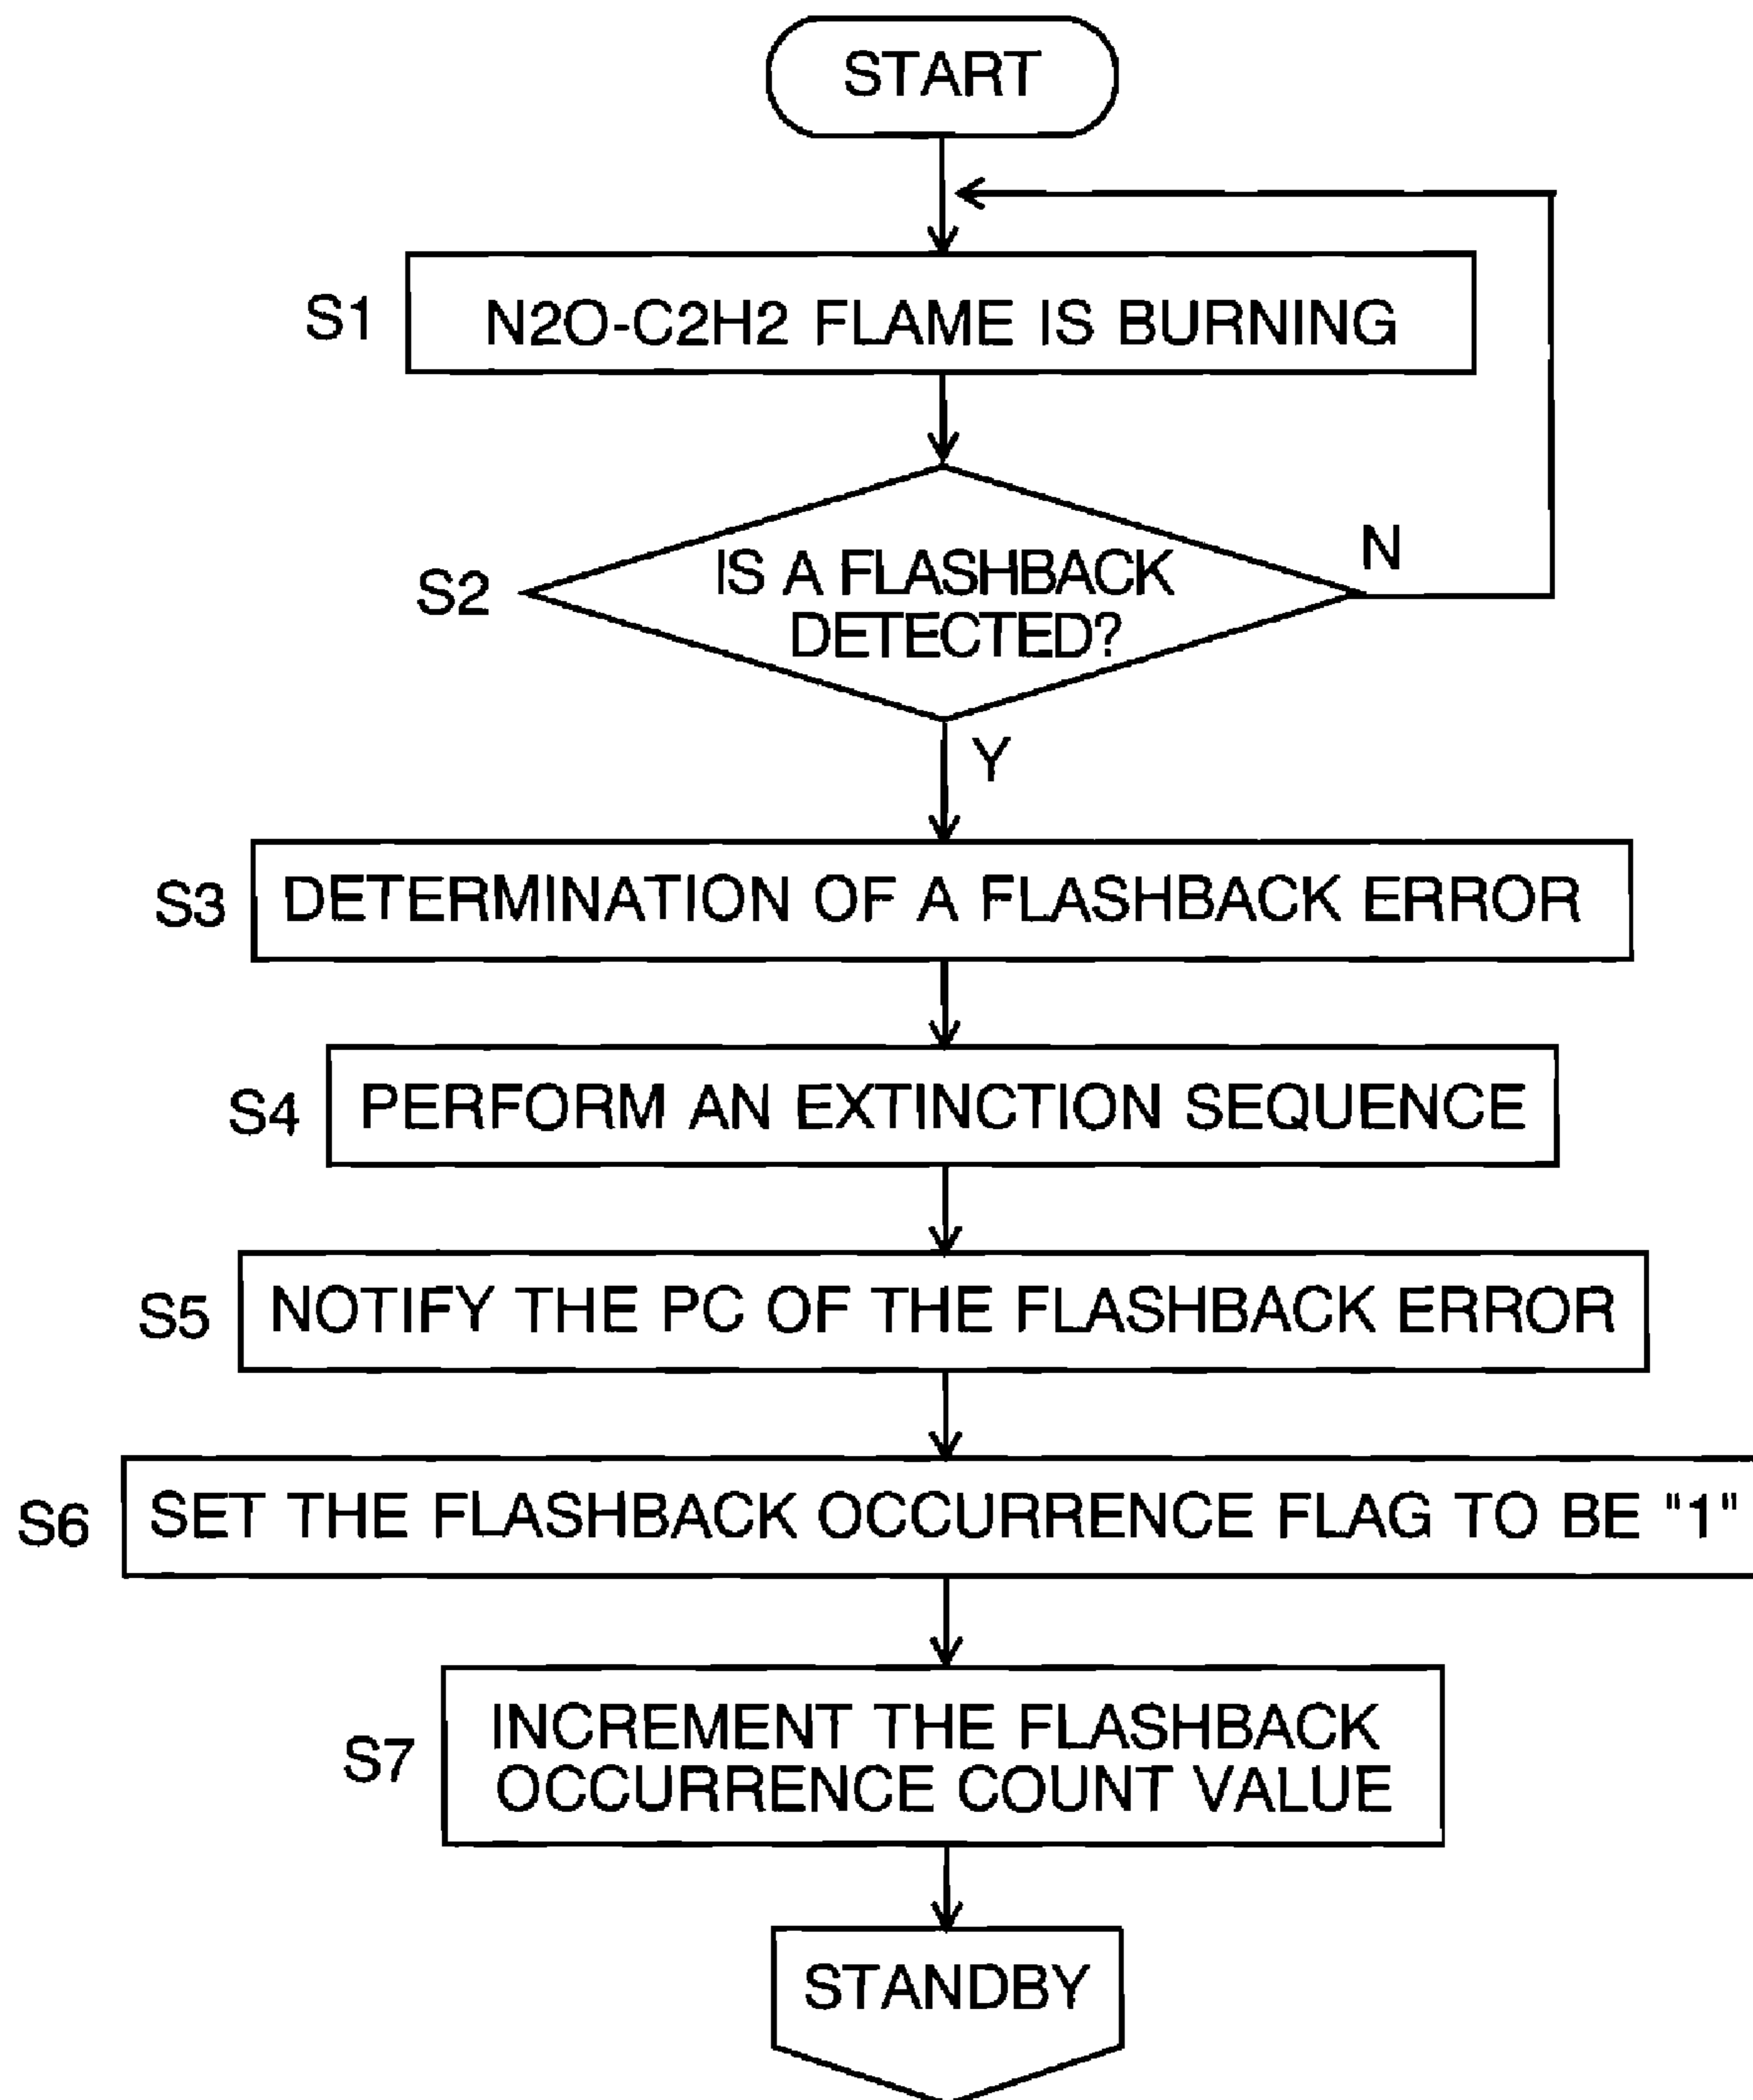 START
S1
N2O-C2H2 FLAME IS BURNING
S2
IS A FLASHBACK
DETECTED?
N
Y
S3
DETERMINATION OF A FLASHBACK ERROR
S4
PERFORM AN EXTINCTION SEQUENCE
S5
NOTIFY THE PC OF THE FLASHBACK ERROR
S6
SET THE FLASHBACK OCCURRENCE FLAG TO BE "1"
S7
INCREMENT THE FLASHBACK
OCCURRENCE COUNT VALUE
STANDBY